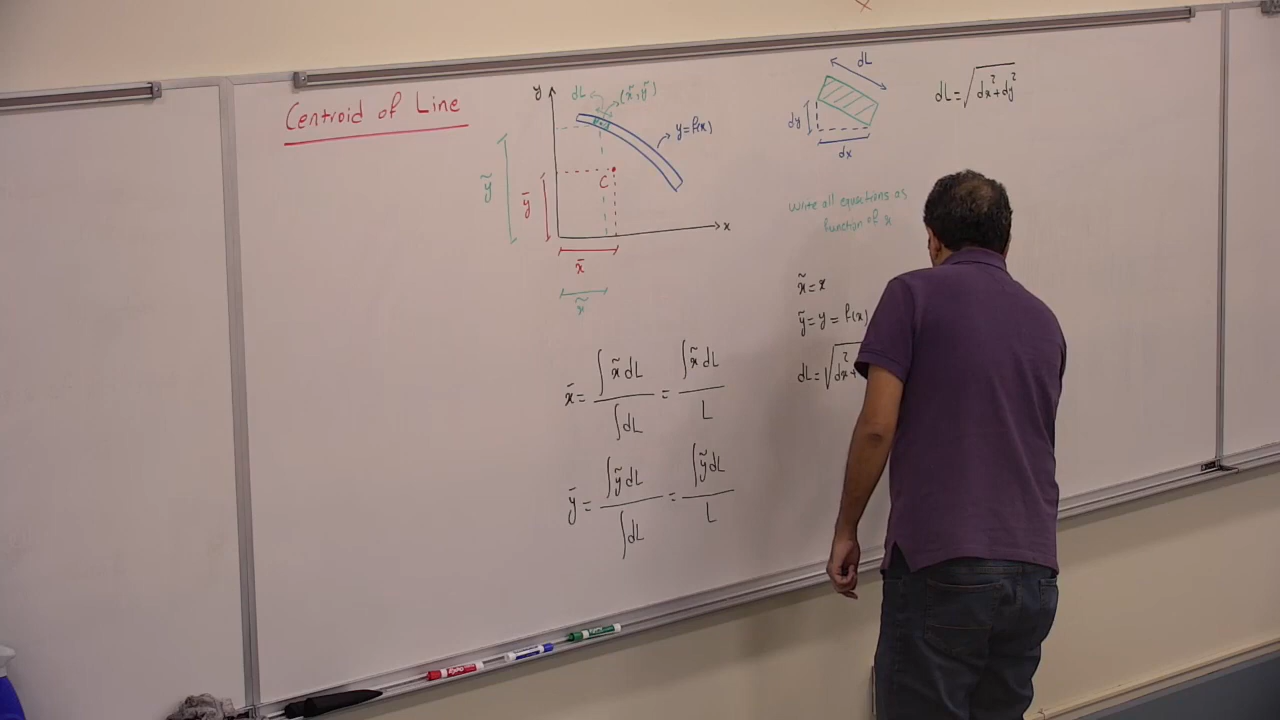 Centroid of Line
y
dL
(x̃, ỹ)
y=f(x)
C
ỹ
ȳ
x
x̄
x̃
x̄ = ∫x̃ dL / ∫dL = ∫x̃ dL / L
ȳ = ∫ỹ dL / ∫dL = ∫ỹ dL / L
dL
dy
dx
dL = √dx²+dy²
Write all equations as
function of x
x̃ = x
ỹ = y = f(x)
dL = √dx²+